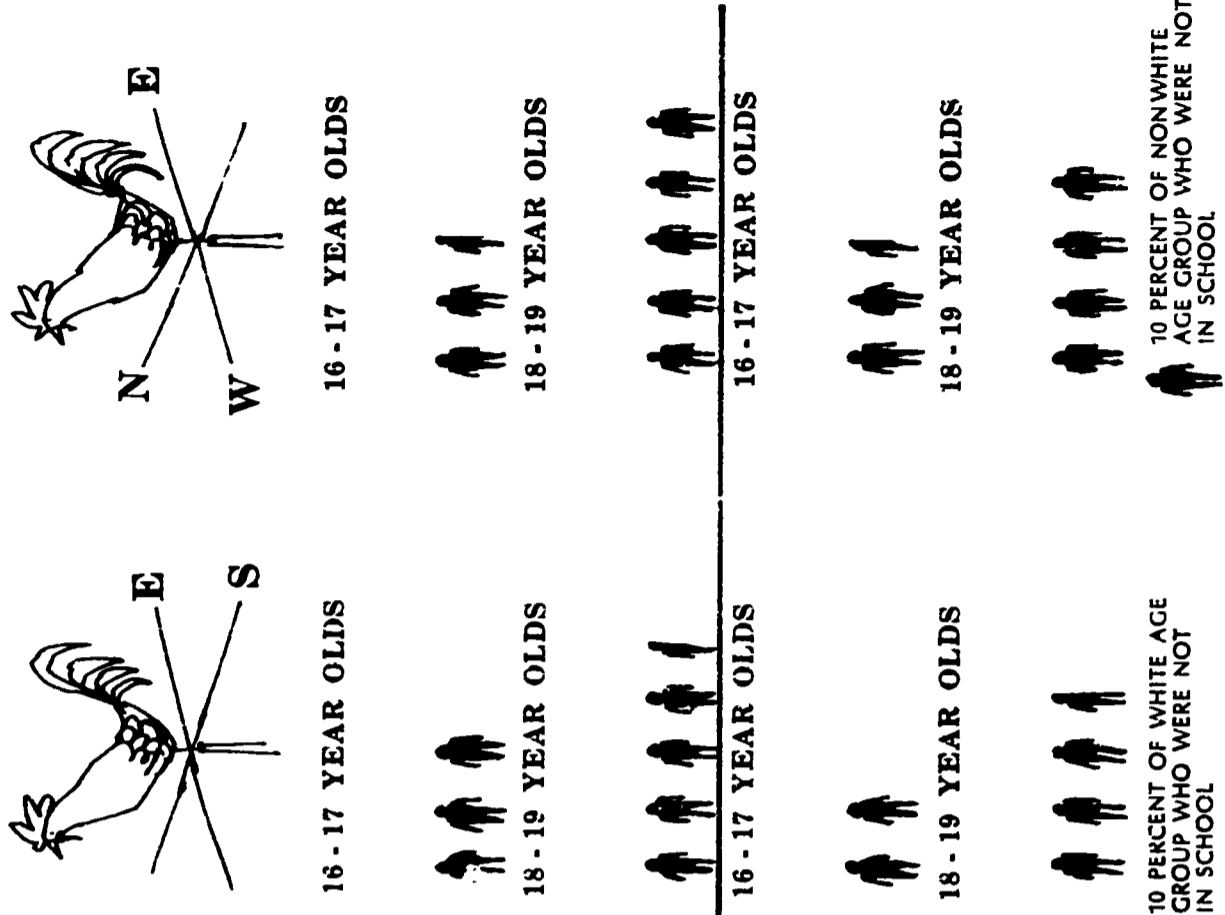 E
S
16 - 17 YEAR OLDS
18 - 19 YEAR OLDS
16 - 17 YEAR OLDS
18 - 19 YEAR OLDS
10 PERCENT OF WHITE AGE
GROUP WHO WERE NOT
IN SCHOOL
N
E
W
16 - 17 YEAR OLDS
18 - 19 YEAR OLDS
16 - 17 YEAR OLDS
18 - 19 YEAR OLDS
10 PERCENT OF NONWHITE
AGE GROUP WHO WERE NOT
IN SCHOOL